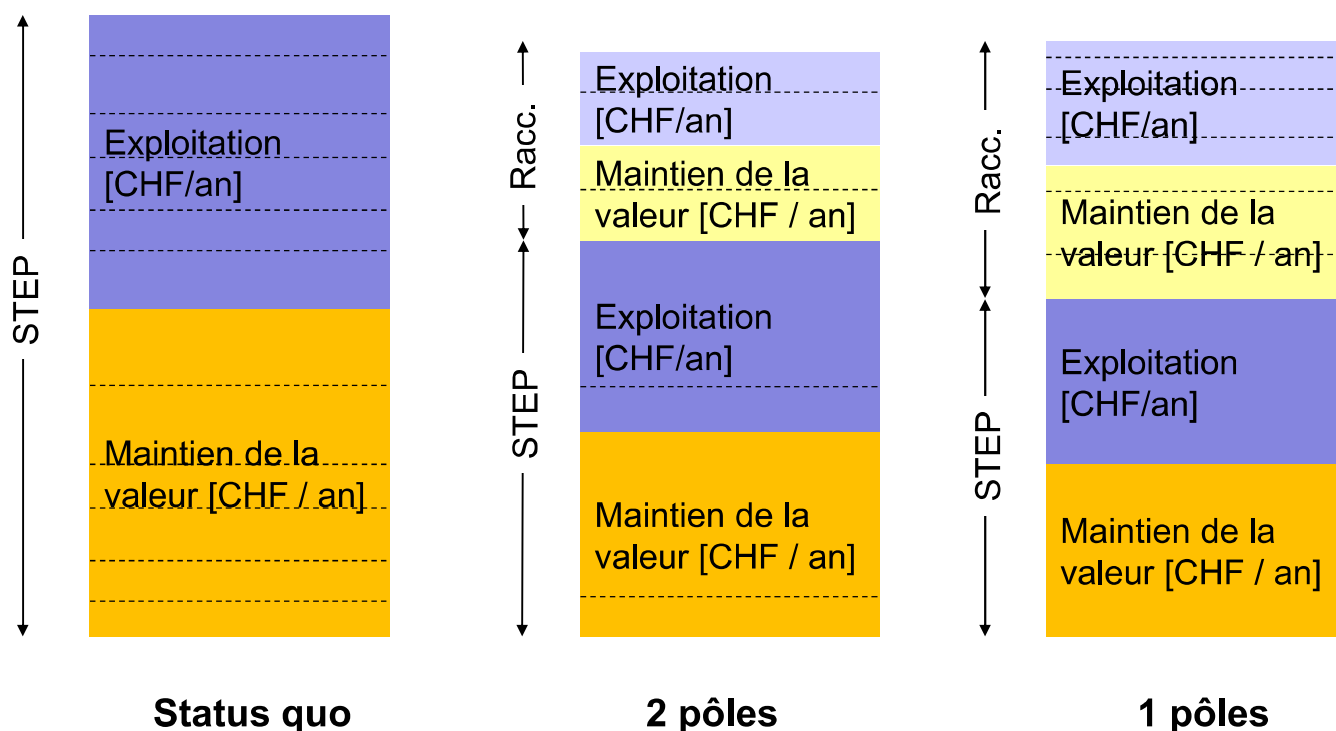 STEP
Exploitation
[CHF/an]
Maintien de la
valeur [CHF / an]
Status quo
Racc.
STEP
Exploitation
[CHF/an]
Maintien de la
valeur [CHF / an]
Exploitation
[CHF/an]
Maintien de la
valeur [CHF / an]
2 pôles
Racc.
STEP
Exploitation
[CHF/an]
Maintien de la
valeur [CHF / an]
Exploitation
[CHF/an]
Maintien de la
valeur [CHF / an]
1 pôles